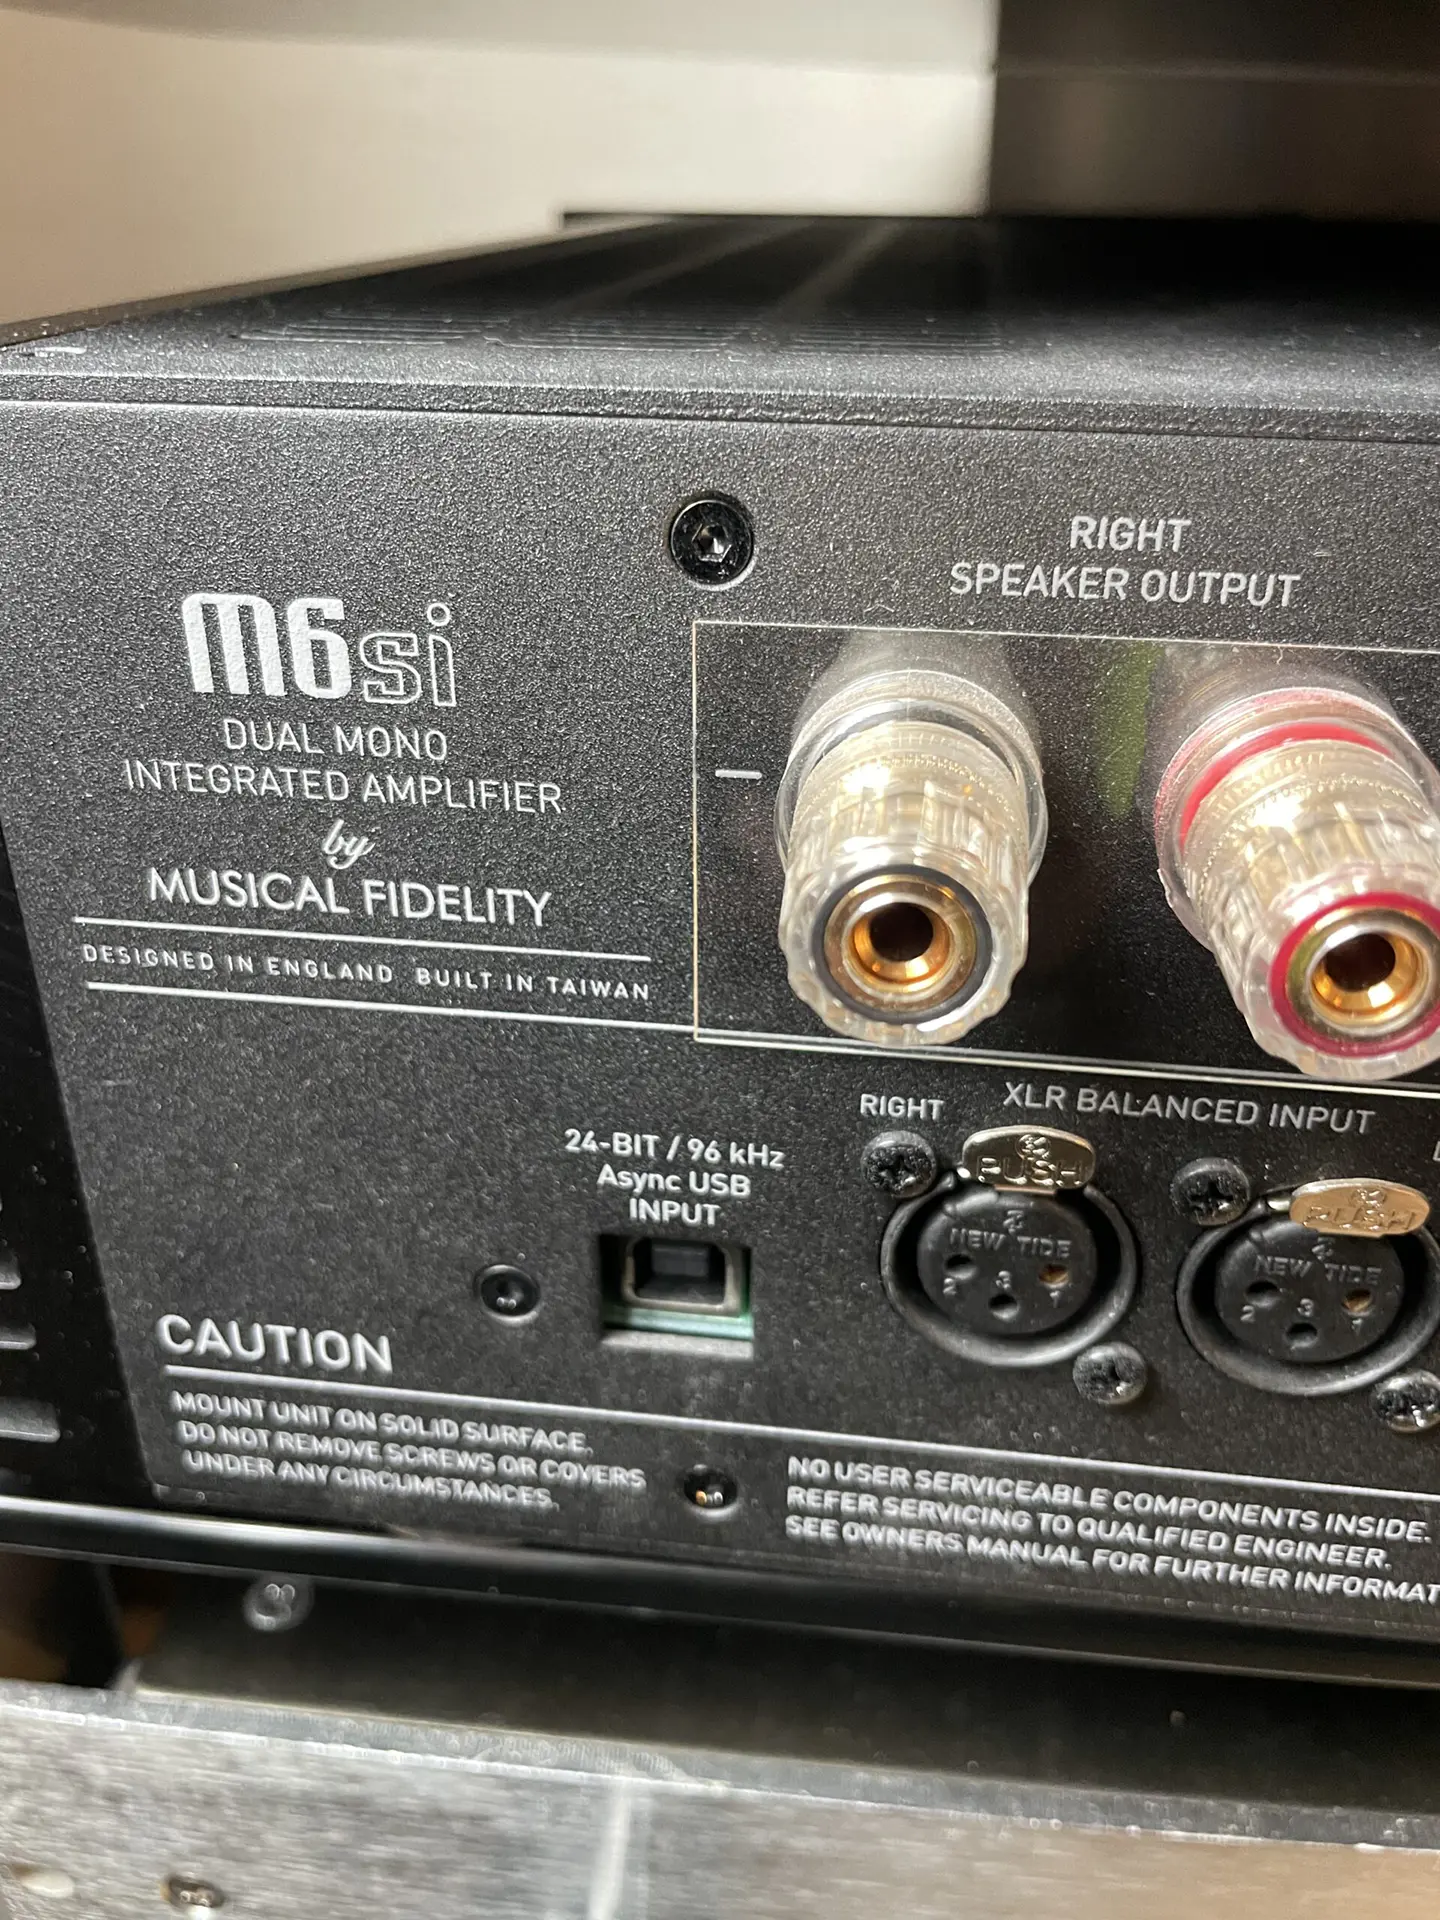 RIGHT
SPEAKER OUTPUT
m6si
DUAL MONO
INTEGRATED AMPLIFIER
by
MUSICAL FIDELITY
DESIGNED IN ENGLAND BUILT IN TAIWAN
–
RIGHT
XLR BALANCED INPUT
24-BIT / 96 kHz
Async USB
INPUT
PUSH
NEW TIDE
2 3 1
PUSH
NEW TIDE
2 3 1
CAUTION
MOUNT UNIT ON SOLID SURFACE.
DO NOT REMOVE SCREWS OR COVERS
UNDER ANY CIRCUMSTANCES.
NO USER SERVICEABLE COMPONENTS INSIDE.
REFER SERVICING TO QUALIFIED ENGINEER.
SEE OWNERS MANUAL FOR FURTHER INFORMAT